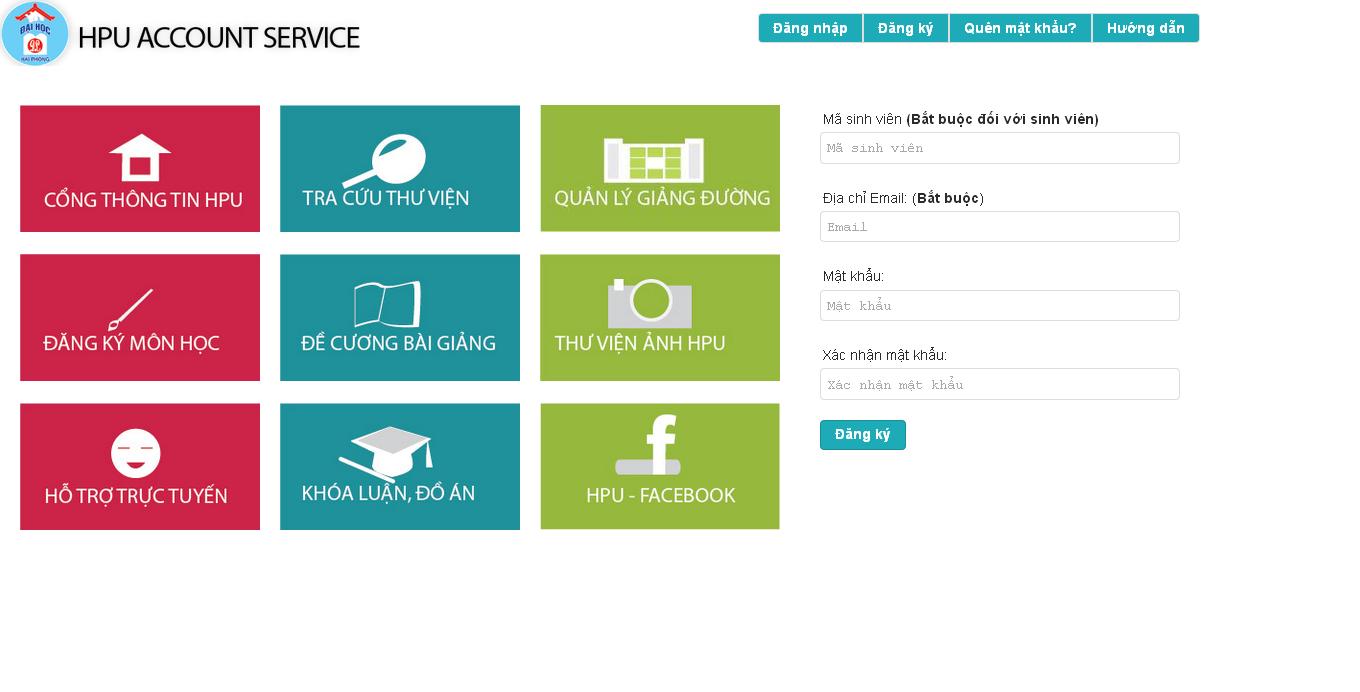 ĐẠI HỌC
HẢI PHÒNG
HPU ACCOUNT SERVICE
Đăng nhập
Đăng ký
Quên mật khẩu?
Hướng dẫn
CỔNG THÔNG TIN HPU
TRA CỨU THƯ VIỆN
QUẢN LÝ GIẢNG ĐƯỜNG
ĐĂNG KÝ MÔN HỌC
ĐỀ CƯƠNG BÀI GIẢNG
THƯ VIỆN ẢNH HPU
HỖ TRỢ TRỰC TUYẾN
KHÓA LUẬN, ĐỒ ÁN
HPU - FACEBOOK
Mã sinh viên (Bắt buộc đối với sinh viên)
Mã sinh viên
Địa chỉ Email: (Bắt buộc)
Email
Mật khẩu:
Mật khẩu
Xác nhận mật khẩu:
Xác nhận mật khẩu
Đăng ký